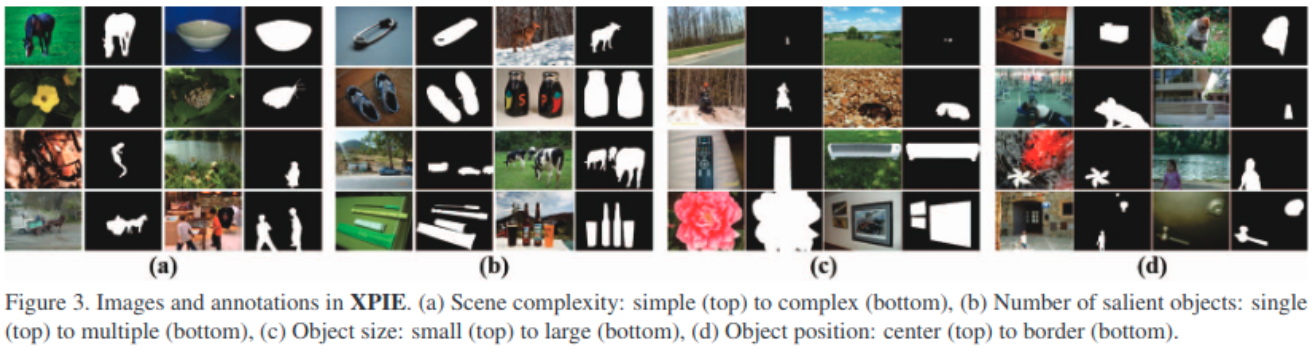 (a) (b) (c) (d)
Figure 3. Images and annotations in XPIE. (a) Scene complexity: simple (top) to complex (bottom), (b) Number of salient objects: single
(top) to multiple (bottom), (c) Object size: small (top) to large (bottom), (d) Object position: center (top) to border (bottom).